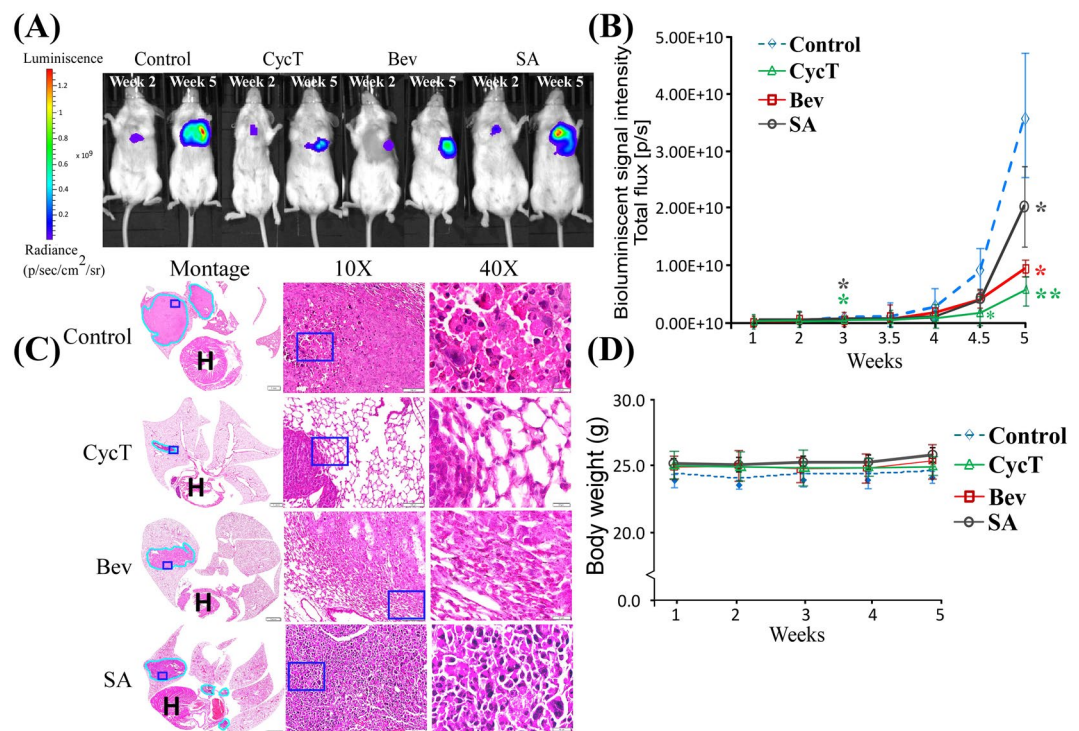 (A)
Luminiscence
Control CycT Bev SA
Week 2 Week 5 Week 2 Week 5 Week 2 Week 5 Week 2 Week 5
1.2
1
0.8
x 10⁹
0.6
0.4
0.2
Radiance
(p/sec/cm²/sr)
(B)
Bioluminiscent signal intensity
Total flux [p/s]
5.00E+10
4.00E+10
3.00E+10
2.00E+10
1.00E+10
0.00E+10
Control
CycT
Bev
SA
*
*
*
*
*
**
1 2 3 3.5 4 4.5 5
Weeks
(C)
Montage 10X 40X
Control
H
CycT
H
Bev
H
SA
H
(D)
Body weight (g)
30.0
25.0
20.0
0.0
Control
CycT
Bev
SA
1 2 3 4 5
Weeks